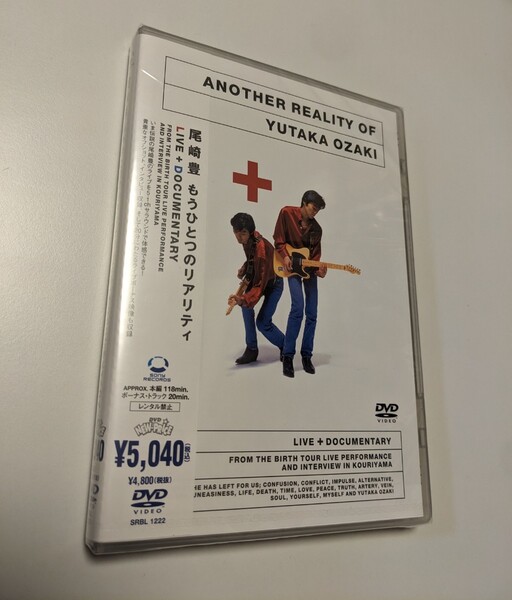 ANOTHER REALITY OF
YUTAKA OZAKI
尾崎豊 もうひとつのリアリティ
LIVE + DOCUMENTARY
FROM THE BIRTH TOUR LIVE PERFORMANCE
AND INTERVIEW IN KOURIYAMA
SONY
RECORDS
APPROX. 本編 118min.
ボーナス・トラック 20min.
レンタル禁止
DVD
NEW-PRICE
¥5,040(税込)
¥4,800(税抜)
DVD
VIDEO
SRBL 1222
DVD
VIDEO
LIVE + DOCUMENTARY
FROM THE BIRTH TOUR LIVE PERFORMANCE
AND INTERVIEW IN KOURIYAMA
HE HAS LEFT FOR US; CONFUSION, CONFLICT, IMPULSE, ALTERNATIVE,
UNEASINESS, LIFE, DEATH, TIME, LOVE, PEACE, TRUTH, ARTERY, VEIN,
SOUL, YOURSELF, MYSELF AND YUTAKA OZAKI